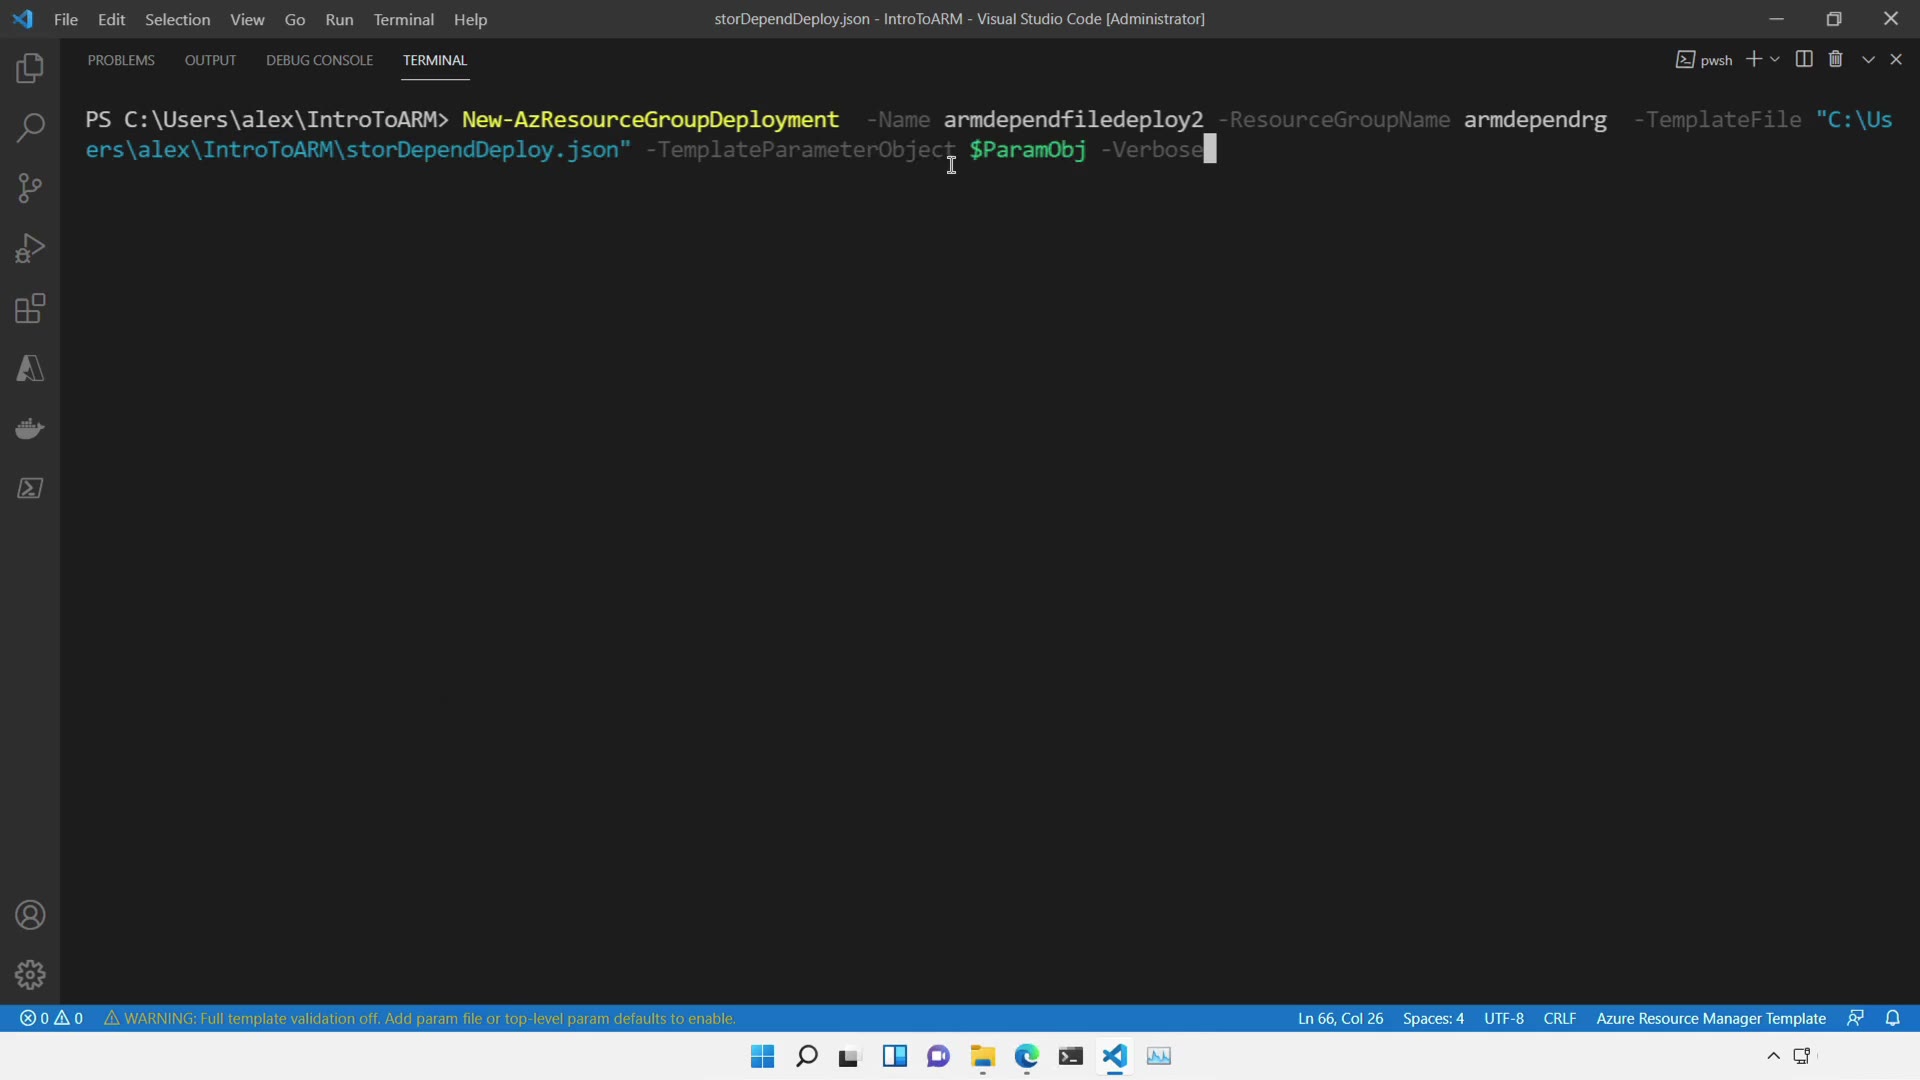 File Edit Selection View Go Run Terminal Help storDependDeploy.json - IntroToARM - Visual Studio Code [Administrator]
PROBLEMS OUTPUT DEBUG CONSOLE TERMINAL pwsh
PS C:\Users\alex\IntroToARM> New-AzResourceGroupDeployment -Name armdependfiledeploy2 -ResourceGroupName armdependrg -TemplateFile "C:\Us
ers\alex\IntroToARM\storDependDeploy.json" -TemplateParameterObject $ParamObj -Verbose
0 0 WARNING: Full template validation off. Add param file or top-level param defaults to enable. Ln 66, Col 26 Spaces: 4 UTF-8 CRLF Azure Resource Manager Template